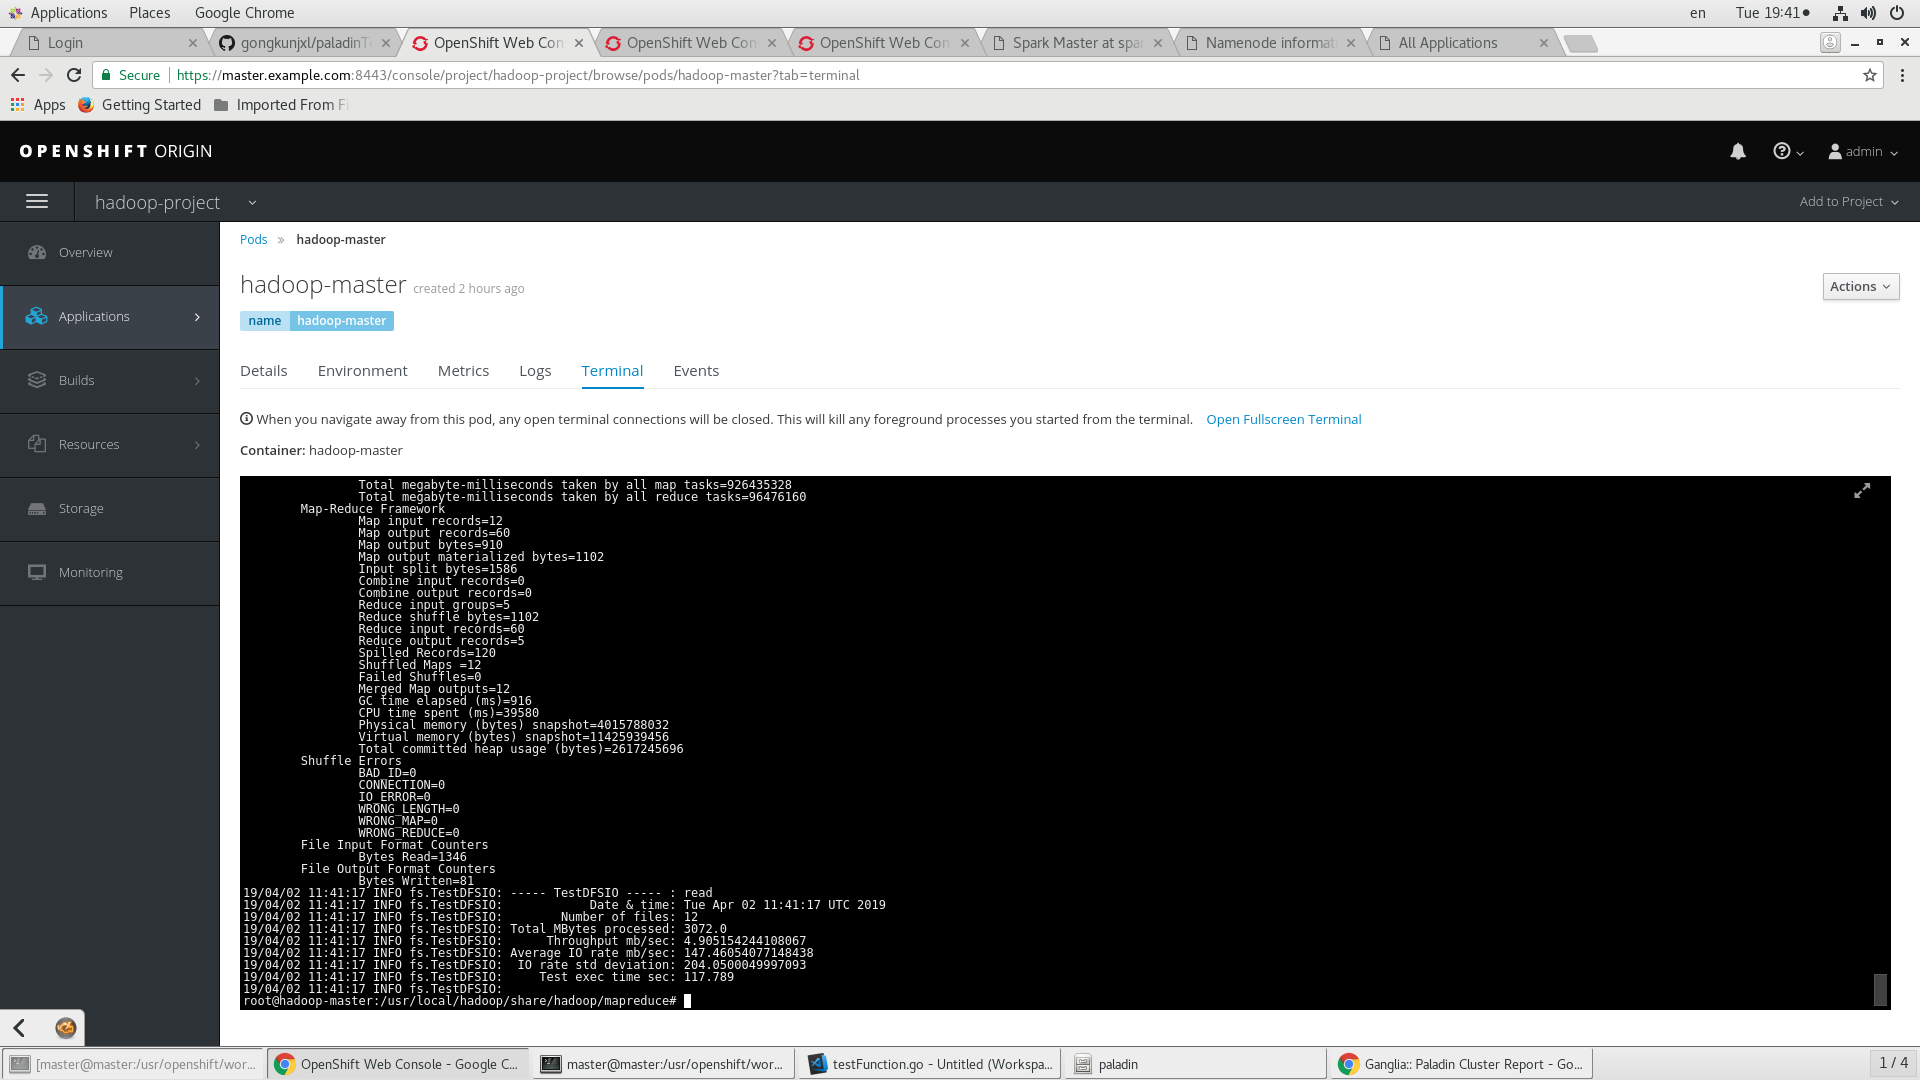 Applications Places Google Chrome en Tue 19:41
Login gongkunjxl/paladinTe OpenShift Web Con OpenShift Web Con OpenShift Web Con Spark Master at spa Namenode informat All Applications
Secure https://master.example.com:8443/console/project/hadoop-project/browse/pods/hadoop-master?tab=terminal
Apps Getting Started Imported From Fi
OPENSHIFT ORIGIN admin
hadoop-project Add to Project
Overview
Applications
Builds
Resources
Storage
Monitoring
Pods » hadoop-master
hadoop-master created 2 hours ago
Actions
name hadoop-master
Details Environment Metrics Logs Terminal Events
When you navigate away from this pod, any open terminal connections will be closed. This will kill any foreground processes you started from the terminal. Open Fullscreen Terminal
Container: hadoop-master
Total megabyte-milliseconds taken by all map tasks=926435328
Total megabyte-milliseconds taken by all reduce tasks=96476160
Map-Reduce Framework
Map input records=12
Map output records=60
Map output bytes=910
Map output materialized bytes=1102
Input split bytes=1586
Combine input records=0
Combine output records=0
Reduce input groups=5
Reduce shuffle bytes=1102
Reduce input records=60
Reduce output records=5
Spilled Records=120
Shuffled Maps =12
Failed Shuffles=0
Merged Map outputs=12
GC time elapsed (ms)=916
CPU time spent (ms)=39580
Physical memory (bytes) snapshot=4015788032
Virtual memory (bytes) snapshot=11425939456
Total committed heap usage (bytes)=2617245696
Shuffle Errors
BAD_ID=0
CONNECTION=0
IO_ERROR=0
WRONG_LENGTH=0
WRONG_MAP=0
WRONG_REDUCE=0
File Input Format Counters
Bytes Read=1346
File Output Format Counters
Bytes Written=81
19/04/02 11:41:17 INFO fs.TestDFSIO: ----- TestDFSIO ----- : read
19/04/02 11:41:17 INFO fs.TestDFSIO: Date & time: Tue Apr 02 11:41:17 UTC 2019
19/04/02 11:41:17 INFO fs.TestDFSIO: Number of files: 12
19/04/02 11:41:17 INFO fs.TestDFSIO: Total MBytes processed: 3072.0
19/04/02 11:41:17 INFO fs.TestDFSIO: Throughput mb/sec: 4.905154244108067
19/04/02 11:41:17 INFO fs.TestDFSIO: Average IO rate mb/sec: 147.46054077148438
19/04/02 11:41:17 INFO fs.TestDFSIO: IO rate std deviation: 204.0500049997093
19/04/02 11:41:17 INFO fs.TestDFSIO: Test exec time sec: 117.789
19/04/02 11:41:17 INFO fs.TestDFSIO:
root@hadoop-master:/usr/local/hadoop/share/hadoop/mapreduce#
[master@master:/usr/openshift/wor... OpenShift Web Console - Google C... master@master:/usr/openshift/wor... testFunction.go - Untitled (Workspa... paladin Ganglia:: Paladin Cluster Report - Go... 1 / 4